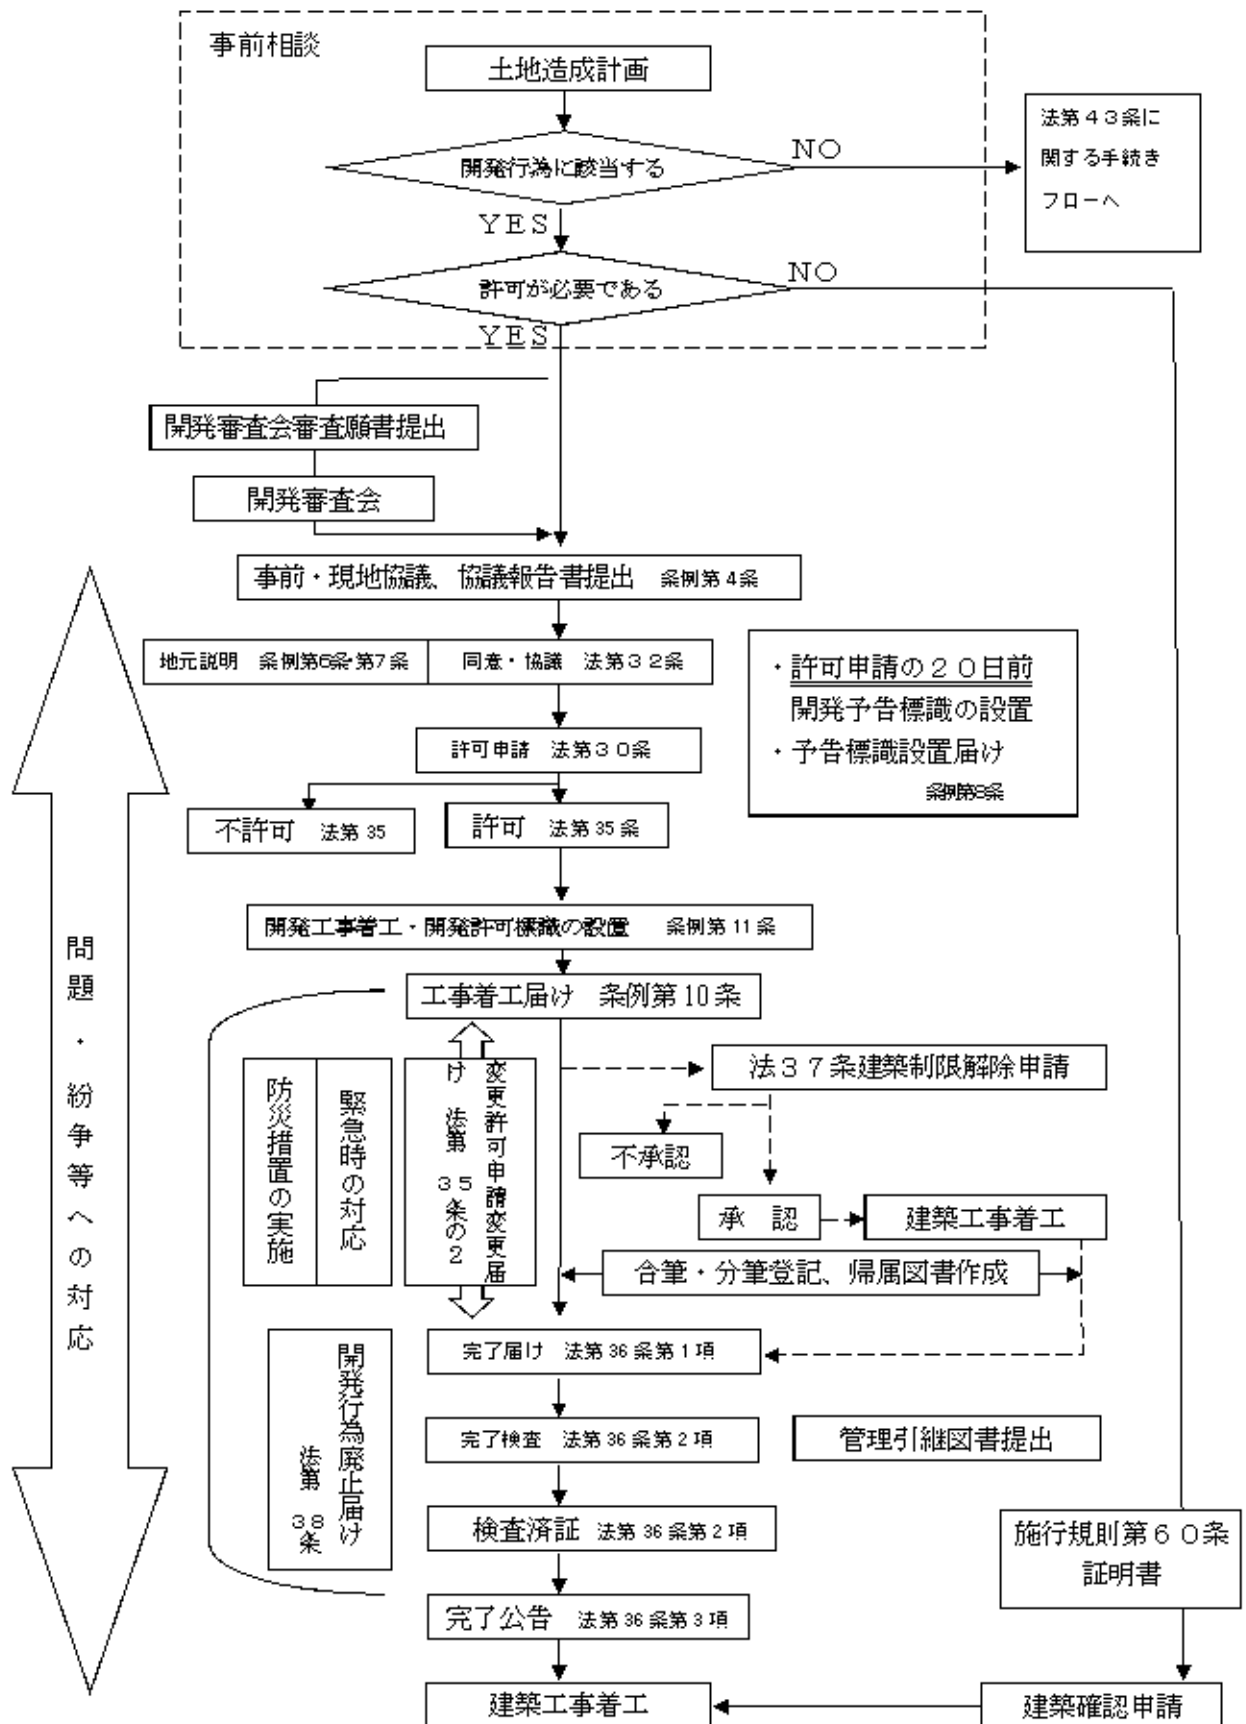 事前相談
土地造成計画
開発行為に該当する
NO
法第４３条に
関する手続き
フローへ
YES
許可が必要である
NO
YES
開発審査会審査願書提出
開発審査会
事前・現地協議、協議報告書提出　条例第４条
地元説明　条例第６条・第７条
同意・協議　法第３２条
・許可申請の２０日前
開発予告標識の設置
・予告標識設置届け
条例第8条
許可申請　法第３０条
不許可　法第 35
許可　法第 35 条
開発工事着工・開発許可標識の設置　条例第 11 条
工事着工届け　条例第 10 条
問題・紛争等への対応
防災措置の実施
緊急時の対応
変更許可申請変更届
け　法第　３５条の２
法３７条建築制限解除申請
不承認
承　認
建築工事着工
合筆・分筆登記、帰属図書作成
開発行為廃止届け
法第　３８条
完了届け　法第 36 条第 1 項
完了検査　法第 36 条第 2 項
管理引継図書提出
検査済証　法第 36 条第 2 項
施行規則第６０条
証明書
完了公告　法第 36 条第 3 項
建築工事着工
建築確認申請